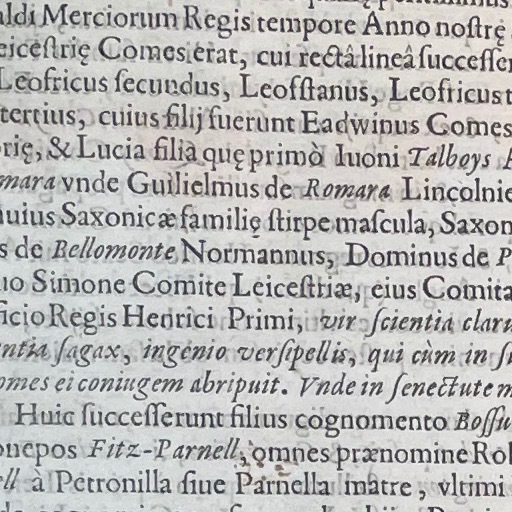 aldi Merciorum Regis tempore Anno nostrę
eicestrię Comes erat, cui rectâ lineâ successer
Leofricus secundus, Leofstanus, Leofricus t
tertius, cuius filij fuerunt Eadwinus Comes
rię, & Lucia filia quę primò Iuoni Talboys
mara vnde Guilielmus de Romara Lincolnie
huius Saxonicæ familię stirpe mascula, Saxon
s de Bellomonte Normannus, Dominus de P
uo Simone Comite Leicestriæ, eius Comita
ficio Regis Henrici Primi, vir scientia claru
entia sagax, ingenio versipellis, qui cùm in su
omes ei coniugem abripuit. Vnde in senectute m
Huic successerunt filius cognomento Bossu
onepos Fitz-Parnell, omnes prænomine Rob
ell à Petronilla siue Parnella matre, vltimi